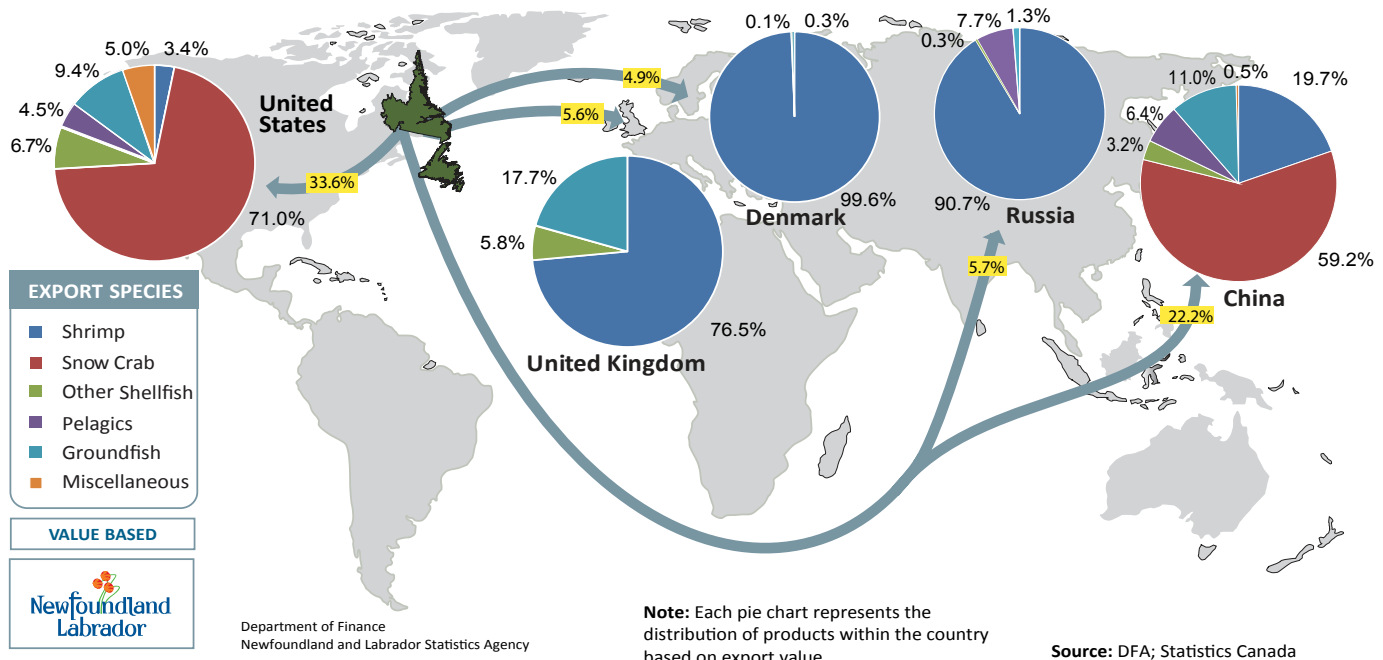 5.0%
3.4%
9.4%
4.5%
6.7%
71.0%
United
States
33.6%
4.9%
5.6%
0.1%
0.3%
99.6%
Denmark
0.3%
7.7%
1.3%
90.7%
Russia
5.7%
11.0%
0.5%
19.7%
6.4%
3.2%
59.2%
China
22.2%
17.7%
5.8%
76.5%
United Kingdom
EXPORT SPECIES
Shrimp
Snow Crab
Other Shellfish
Pelagics
Groundfish
Miscellaneous
VALUE BASED
Newfoundland
Labrador
Department of Finance
Newfoundland and Labrador Statistics Agency
Note: Each pie chart represents the
distribution of products within the country
based on export value
Source: DFA; Statistics Canada